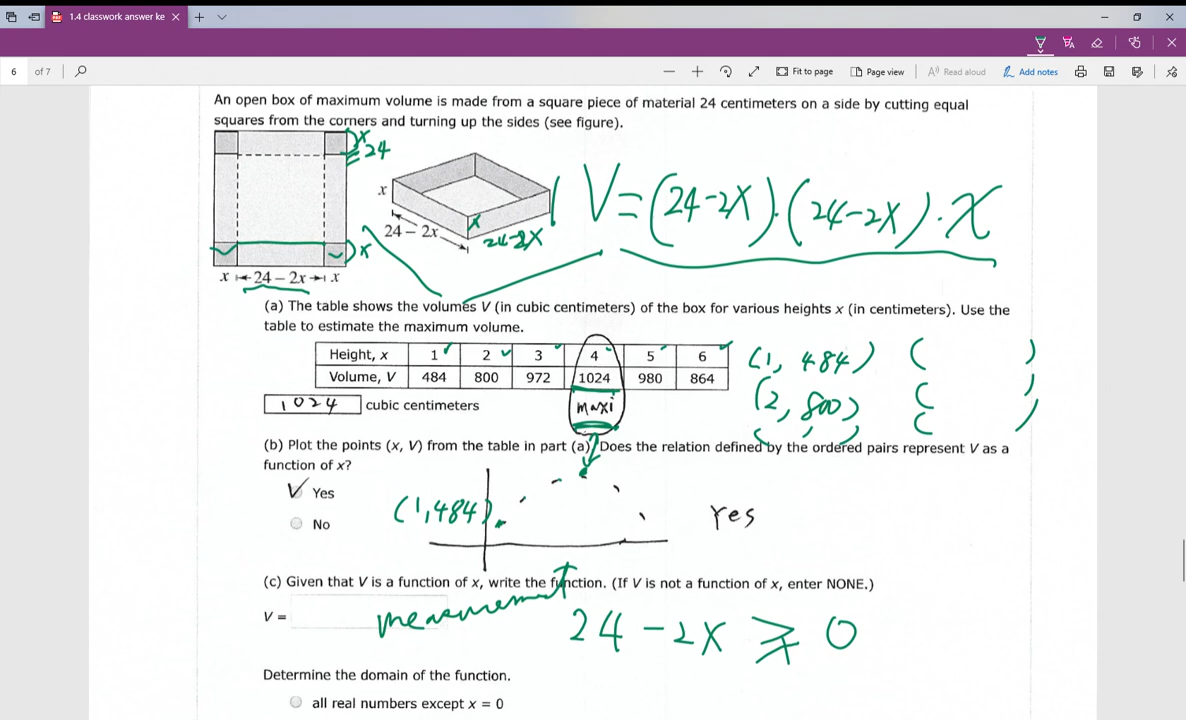 1.4 classwork answer ke
6 of 7
Fit to page
Page view
Read aloud
Add notes
An open box of maximum volume is made from a square piece of material 24 centimeters on a side by cutting equal
squares from the corners and turning up the sides (see figure).
x
24
x
x
24 – 2x
x
24-2x
V=(24-2x)·(24-2x)·x
x
24 – 2x
x
(a) The table shows the volumes V (in cubic centimeters) of the box for various heights x (in centimeters). Use the
table to estimate the maximum volume.
Height, x 1 2 3 4 5 6
Volume, V 484 800 972 1024 980 864
(1, 484) ( )
(2, 800) ( )
( , ) ( )
1024 cubic centimeters
maxi
(b) Plot the points (x, V) from the table in part (a). Does the relation defined by the ordered pairs represent V as a
function of x?
Yes
No
(1,484)
Yes
(c) Given that V is a function of x, write the function. (If V is not a function of x, enter NONE.)
V =
measurement
24-2x ≥ 0
Determine the domain of the function.
all real numbers except x = 0